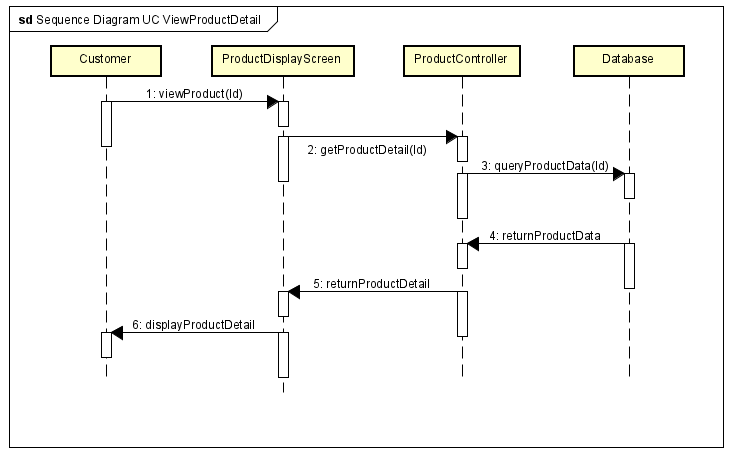 sd Sequence Diagram UC ViewProductDetail
Customer
ProductDisplayScreen
ProductController
Database
1: viewProduct(Id)
2: getProductDetail(Id)
3: queryProductData(Id)
4: returnProductData
5: returnProductDetail
6: displayProductDetail